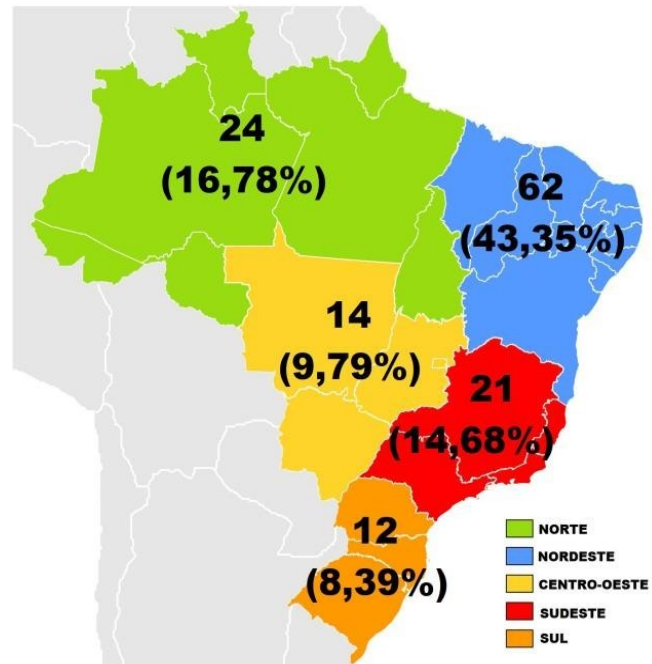 24
(16,78%)
62
(43,35%)
14
(9,79%)
21
(14,68%)
12
(8,39%)
NORTE
NORDESTE
CENTRO-OESTE
SUDESTE
SUL